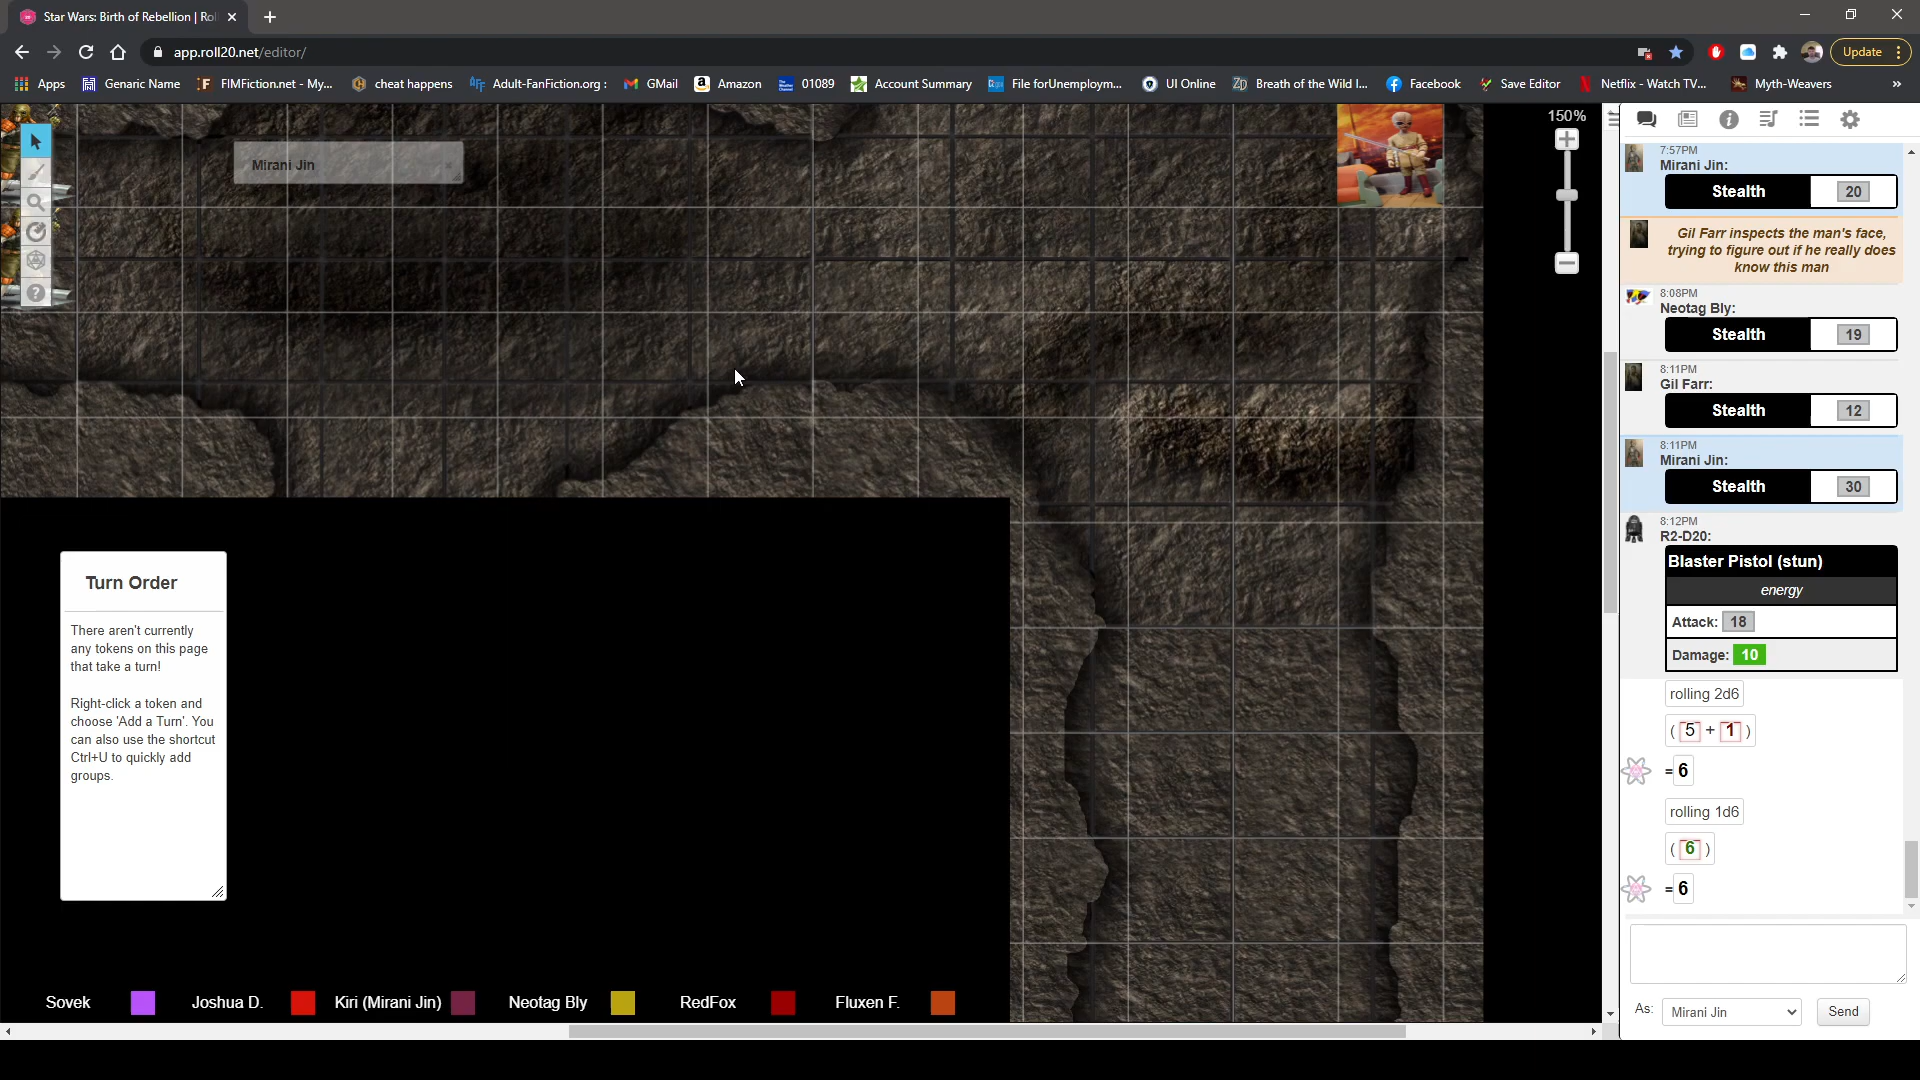 Star Wars: Birth of Rebellion | Rol
app.roll20.net/editor/
Update
Apps
Genaric Name
FIMFiction.net - My...
cheat happens
Adult-FanFiction.org :
GMail
Amazon
01089
Account Summary
File forUnemploym...
UI Online
Breath of the Wild I...
Facebook
Save Editor
Netflix - Watch TV...
Myth-Weavers
»
Mirani Jin
150%
7:57PM
Mirani Jin:
Stealth 20
Gil Farr inspects the man's face,
trying to figure out if he really does
know this man
8:08PM
Neotag Bly:
Stealth 19
8:11PM
Gil Farr:
Stealth 12
8:11PM
Mirani Jin:
Stealth 30
8:12PM
R2-D20:
Blaster Pistol (stun)
energy
Attack: 18
Damage: 10
rolling 2d6
( 5 + 1 )
= 6
rolling 1d6
( 6 )
= 6
Turn Order
There aren't currently
any tokens on this page
that take a turn!
Right-click a token and
choose 'Add a Turn'. You
can also use the shortcut
Ctrl+U to quickly add
groups.
Sovek
Joshua D.
Kiri (Mirani Jin)
Neotag Bly
RedFox
Fluxen F.
As: Mirani Jin
Send